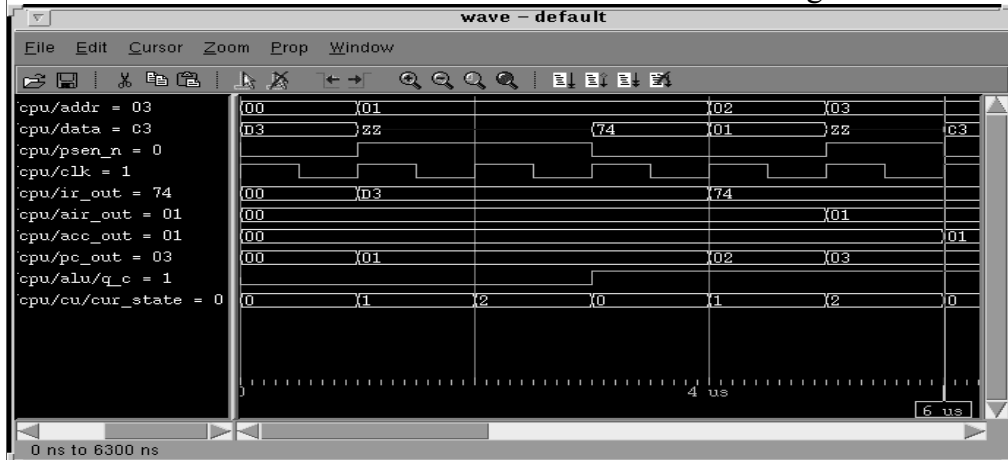 wave – default
File Edit Cursor Zoom Prop Window
cpu/addr = 03 00 01 02 03
cpu/data = C3 D3 zz 74 01 zz C3
cpu/psen_n = 0
cpu/clk = 1
cpu/ir_out = 74 00 D3 74
cpu/air_out = 01 00 01
cpu/acc_out = 01 00 01
cpu/pc_out = 03 00 01 02 03
cpu/alu/q_c = 1
cpu/cu/cur_state = 0 0 1 2 0 1 2 0
4 us
6 us
0 ns to 6300 ns